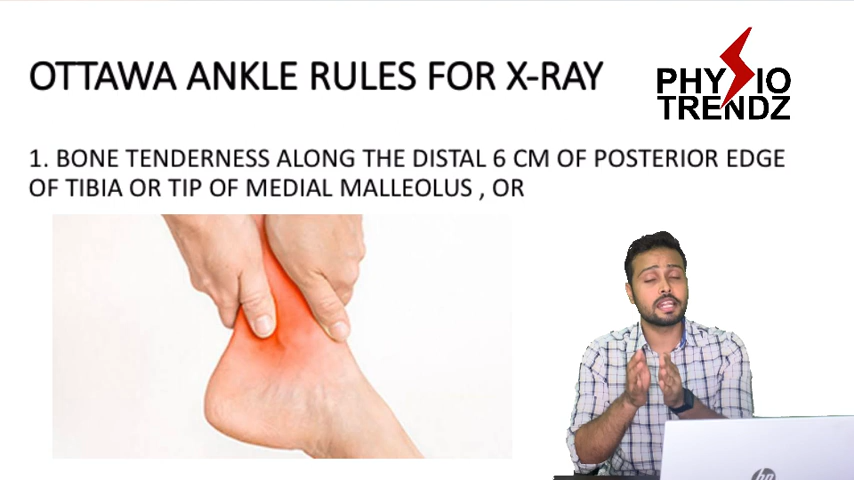 OTTAWA ANKLE RULES FOR X-RAY
PHYSIO
TRENDZ
1. BONE TENDERNESS ALONG THE DISTAL 6 CM OF POSTERIOR EDGE
OF TIBIA OR TIP OF MEDIAL MALLEOLUS , OR
hp